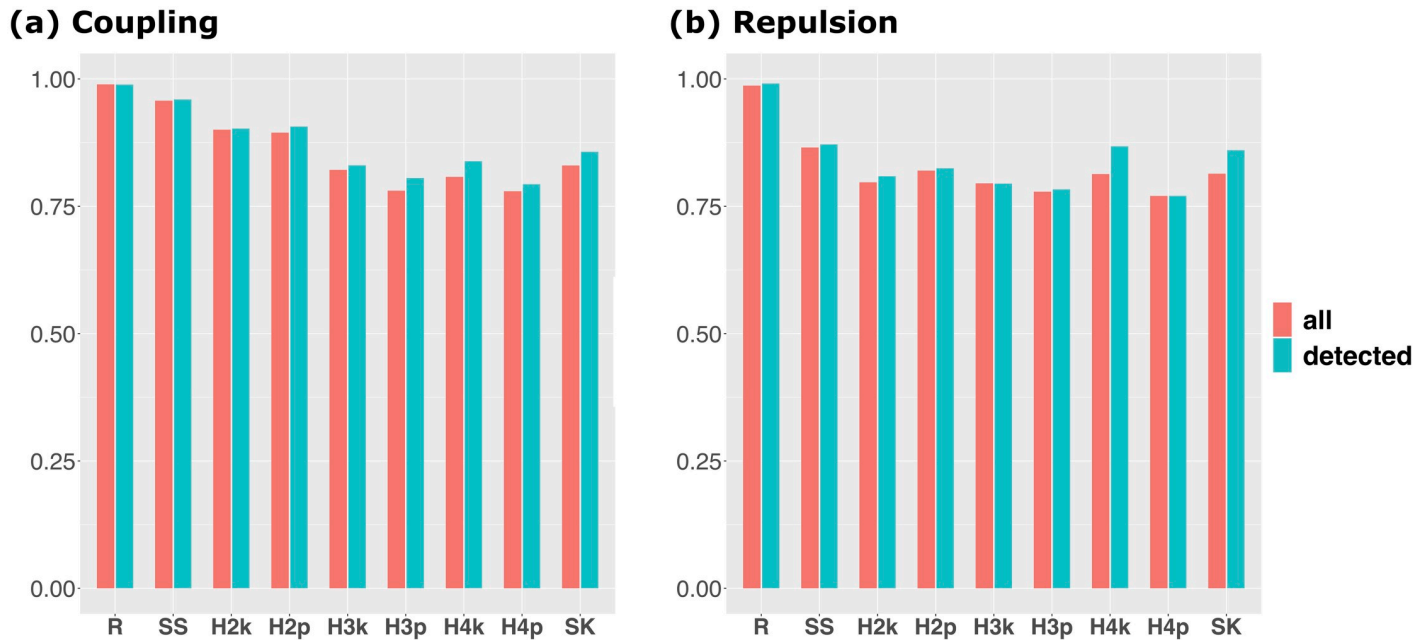 (a) Coupling
1.00
0.75
0.50
0.25
0.00
R SS H2k H2p H3k H3p H4k H4p SK
(b) Repulsion
1.00
0.75
0.50
0.25
0.00
R SS H2k H2p H3k H3p H4k H4p SK
all
detected